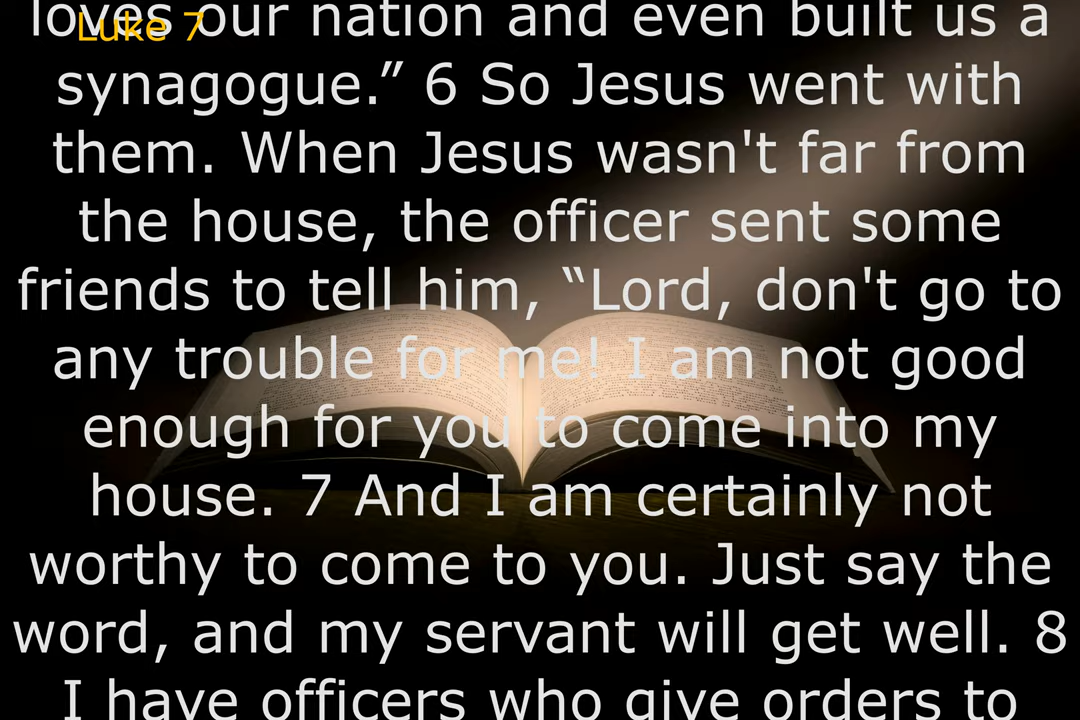 loves our nation and even built us a
Luke 7
synagogue.” 6 So Jesus went with
them. When Jesus wasn't far from
the house, the officer sent some
friends to tell him, “Lord, don't go to
any trouble for me! I am not good
enough for you to come into my
house. 7 And I am certainly not
worthy to come to you. Just say the
word, and my servant will get well. 8
I have officers who give orders to